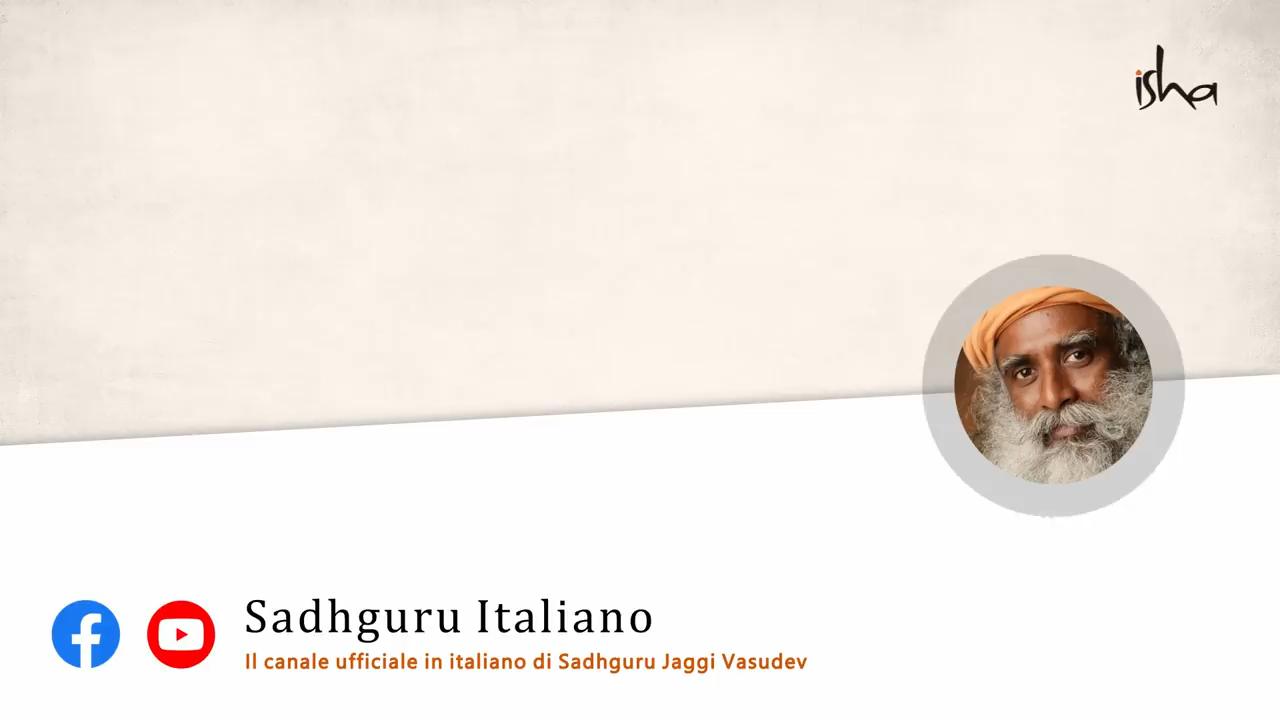 isha
Sadhguru Italiano
Il canale ufficiale in italiano di Sadhguru Jaggi Vasudev